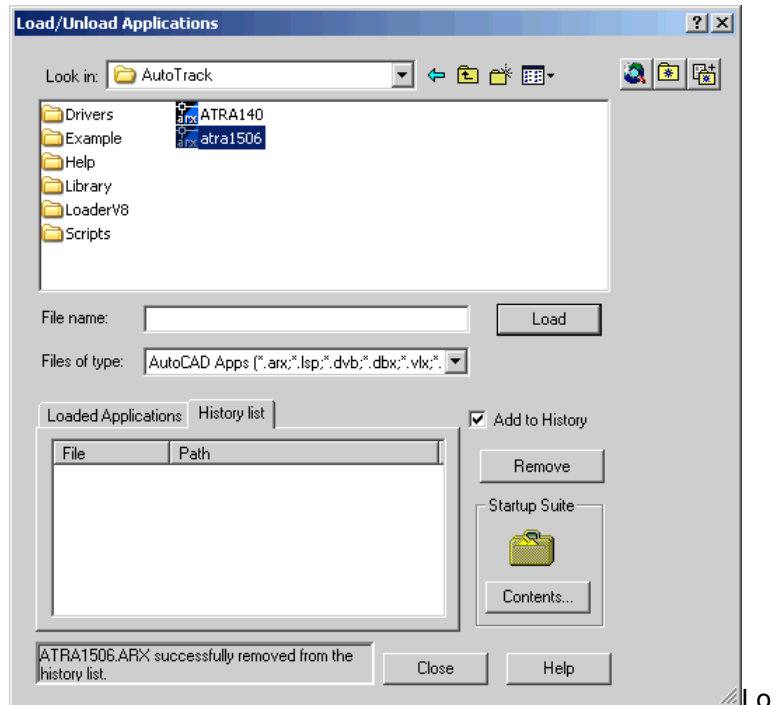 Load/Unload Applications
Look in: AutoTrack
Drivers ATRA140
Example atra1506
Help
Library
LoaderV8
Scripts
File name: Load
Files of type: AutoCAD Apps (*.arx;*.lsp;*.dvb;*.dbx;*.vlx;*.
Loaded Applications History list Add to History
File Path
Remove
Startup Suite
Contents...
ATRA1506.ARX successfully removed from the
history list.
Close Help
Lo